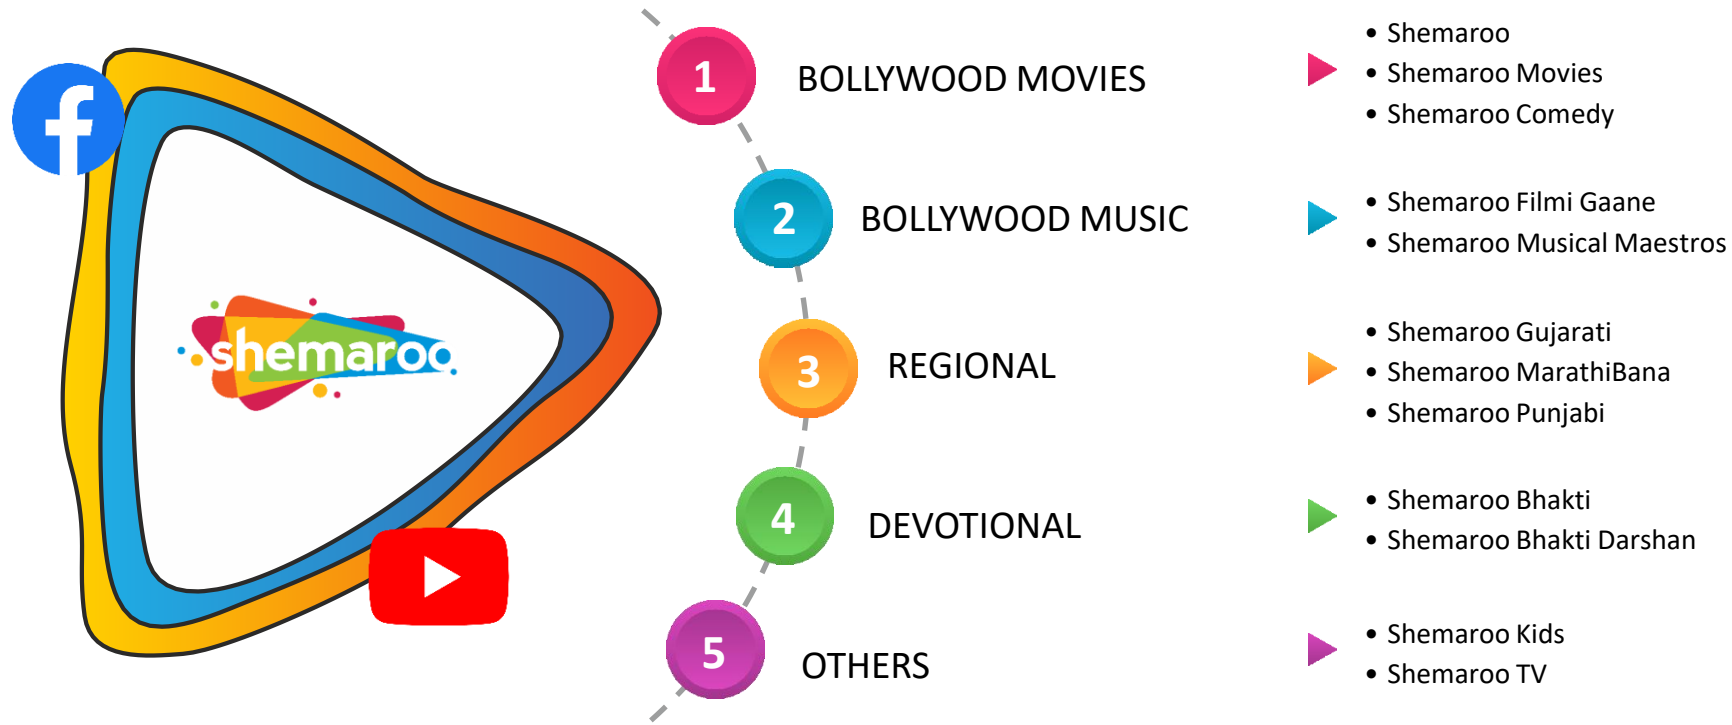 shemaroo
1
BOLLYWOOD MOVIES
• Shemaroo
• Shemaroo Movies
• Shemaroo Comedy
2
BOLLYWOOD MUSIC
• Shemaroo Filmi Gaane
• Shemaroo Musical Maestros
3
REGIONAL
• Shemaroo Gujarati
• Shemaroo MarathiBana
• Shemaroo Punjabi
4
DEVOTIONAL
• Shemaroo Bhakti
• Shemaroo Bhakti Darshan
5
OTHERS
• Shemaroo Kids
• Shemaroo TV